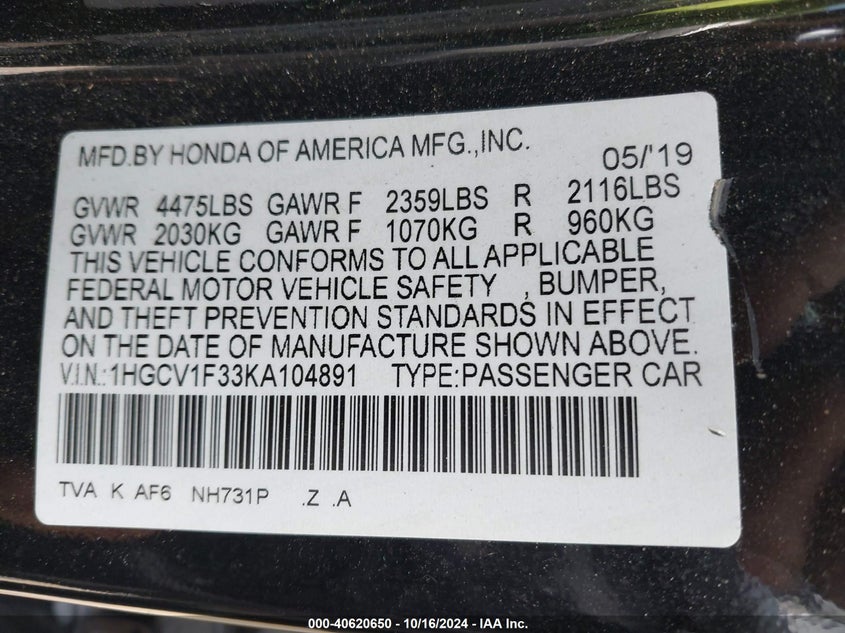 MFD.BY HONDA OF AMERICA MFG.,INC. 05/'19
GVWR 4475LBS GAWR F 2359LBS R 2116LBS
GVWR 2030KG GAWR F 1070KG R 960KG
THIS VEHICLE CONFORMS TO ALL APPLICABLE
FEDERAL MOTOR VEHICLE SAFETY , BUMPER,
AND THEFT PREVENTION STANDARDS IN EFFECT
ON THE DATE OF MANUFACTURE SHOWN ABOVE.
V.I.N.:1HGCV1F33KA104891 TYPE:PASSENGER CAR
TVA K AF6 NH731P .Z .A
000-40620650 - 10/16/2024 - IAA Inc.